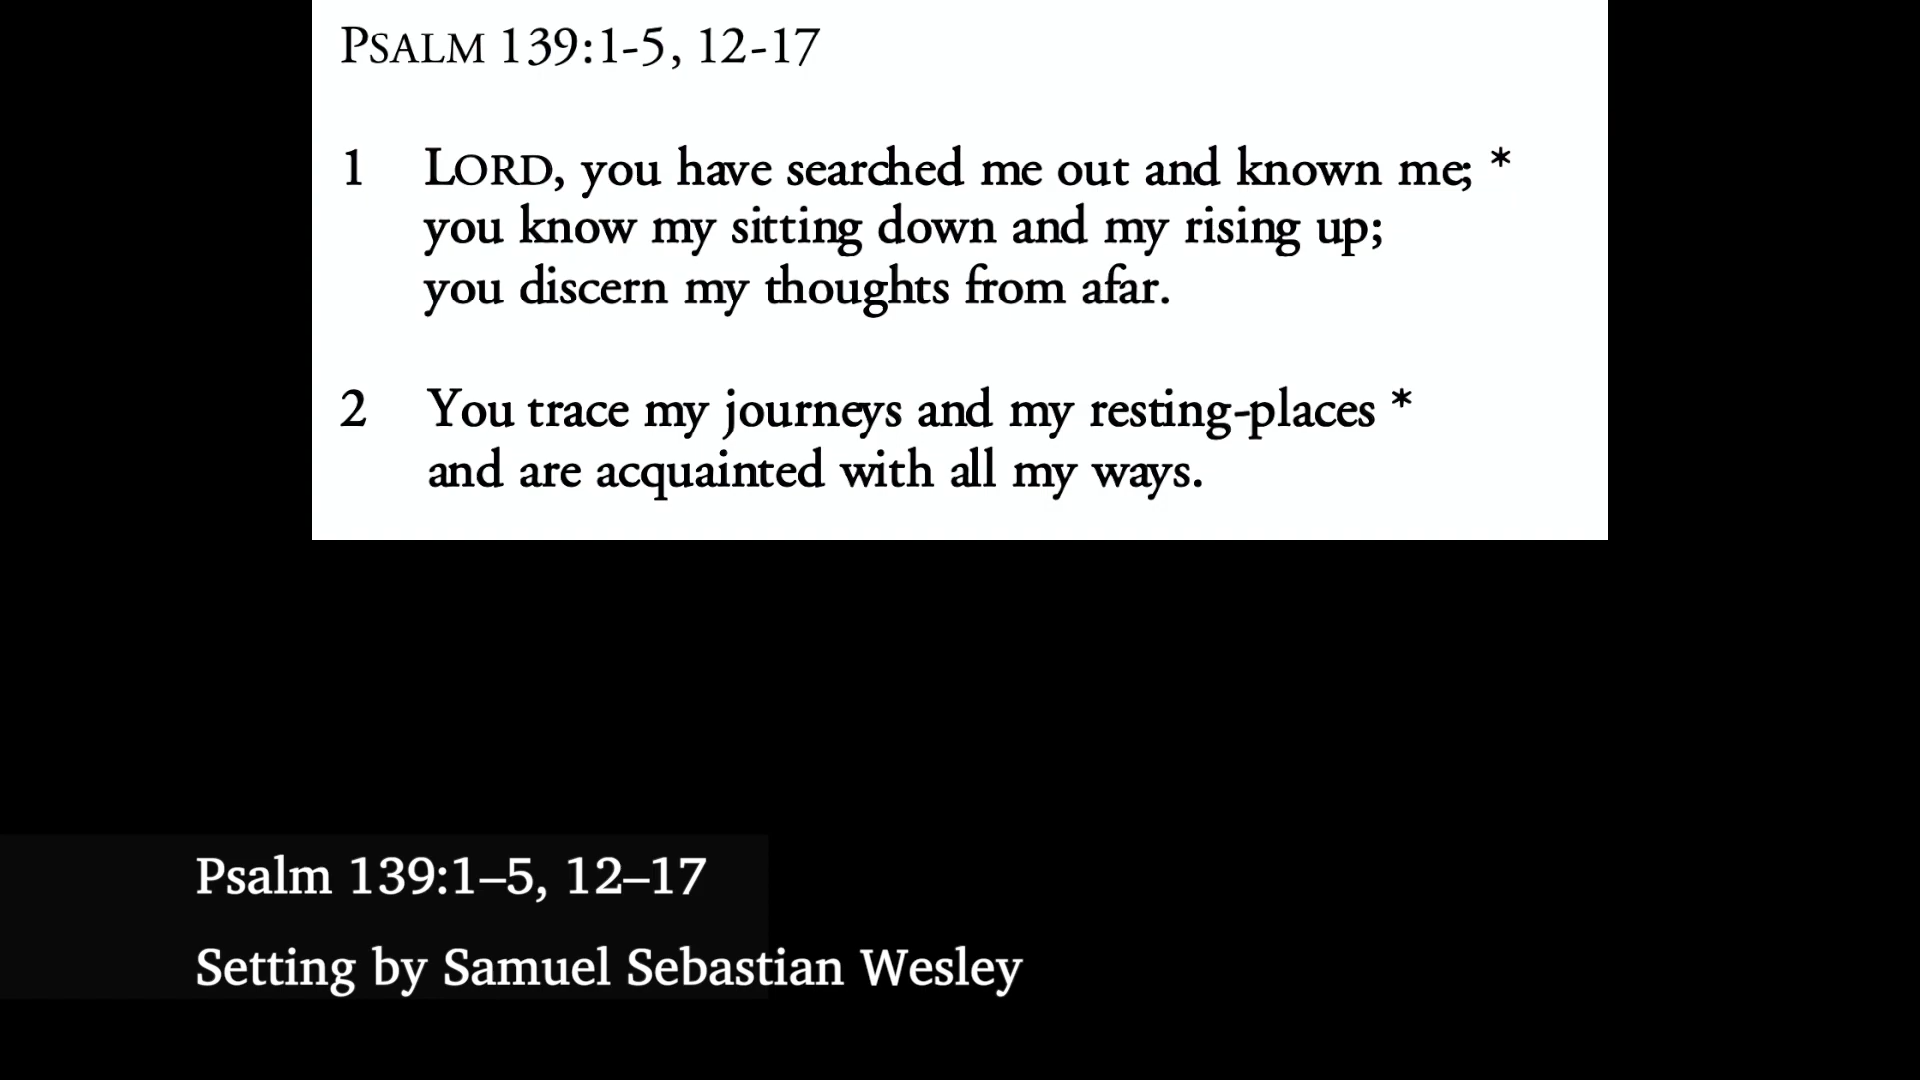 PSALM 139:1-5, 12-17
1 LORD, you have searched me out and known me; *
you know my sitting down and my rising up;
you discern my thoughts from afar.
2 You trace my journeys and my resting-places *
and are acquainted with all my ways.
Psalm 139:1–5, 12–17
Setting by Samuel Sebastian Wesley